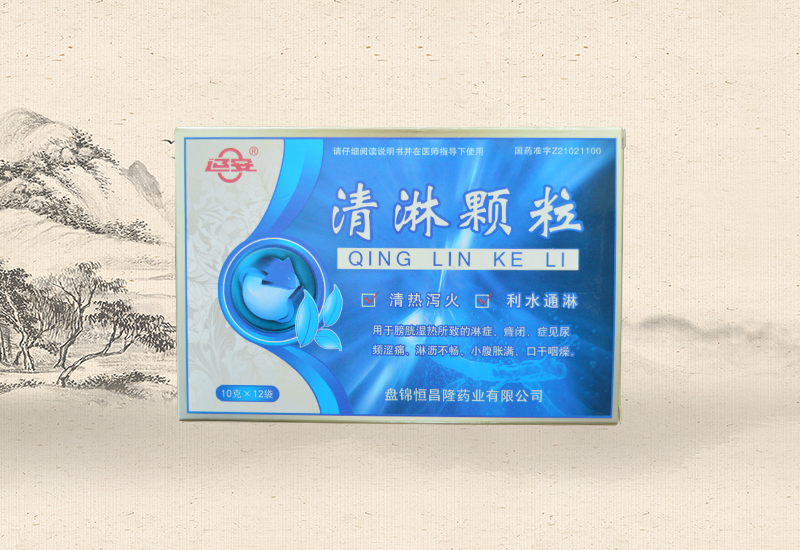 请仔细阅读说明书并在医师指导下使用 国药准字Z21021100
®
清淋颗粒
QING LIN KE LI
清热泻火 利水通淋
用于膀胱湿热所致的淋症、癃闭、症见尿
频涩痛、淋沥不畅、小腹胀满、口干咽燥。
10克×12袋
盘锦恒昌隆药业有限公司